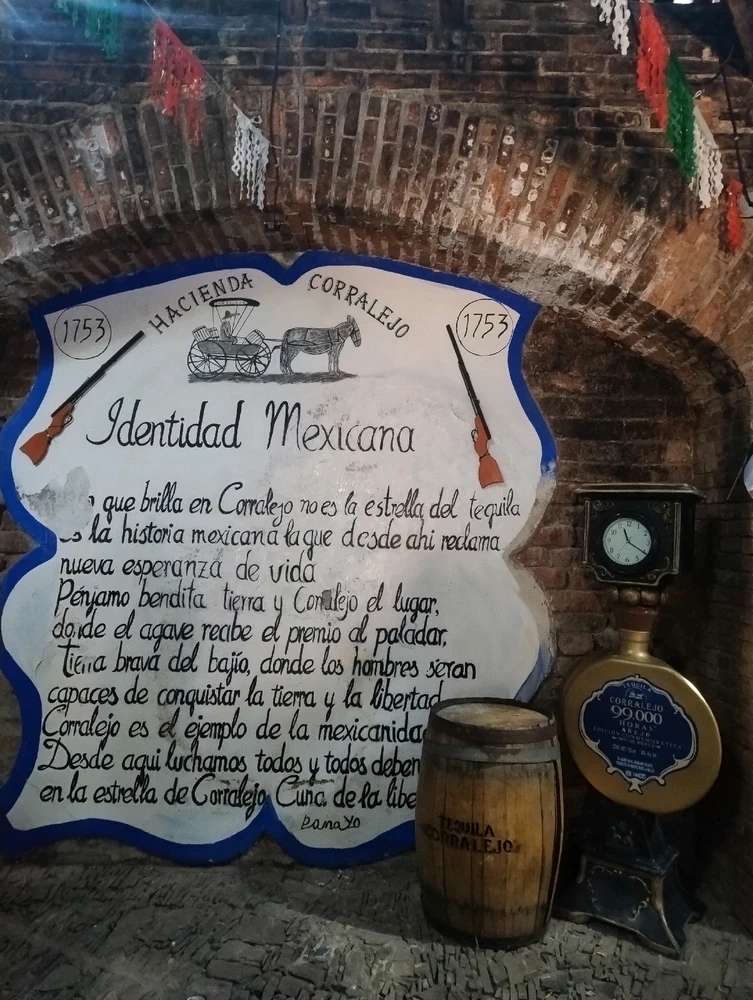 HACIENDA CORRALEJO
1753 1753
Identidad Mexicana
que brilla en Corralejo no es la estrella del tequila
la historia mexicana la que desde ahi reclama
nueva esperanza de vida
Penjamo bendita tierra y Corralejo el lugar,
donde el agave recibe el premio al paladar,
Tierra brava del bajío, donde los hombres seran
capaces de conquistar la tierra y la libertad
Corralejo es el ejemplo de la mexicanidad
Desde aqui luchamos todos y todos deben
en la estrella de Corralejo Cuna de la libe
TEQUILA
CORRALEJO
TEQUILA
CORRALEJO
99,000
HORAS
AÑEJO